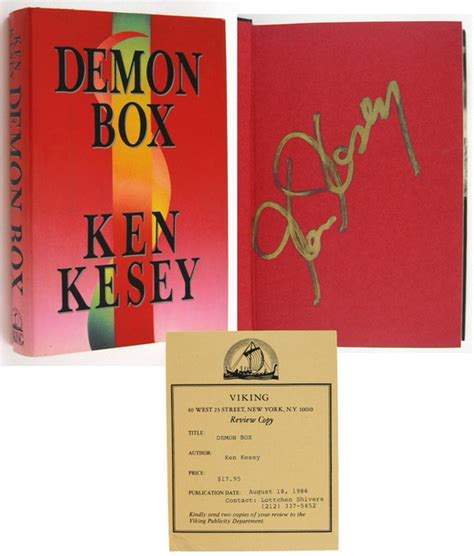 DEMON
BOX
KEN
KESEY
DEMON BOX
Ken Kesey
VIKING
40 WEST 23 STREET, NEW YORK, N.Y. 10010
Review Copy
TITLE:
DEMON BOX
AUTHOR:
Ken Kesey
PRICE:
$17.95
PUBLICATION DATE: August 18, 1986
Contact: Lottchen Shivers
(212) 337-5452
Kindly send two copies of your review to the
Viking Publicity Department.